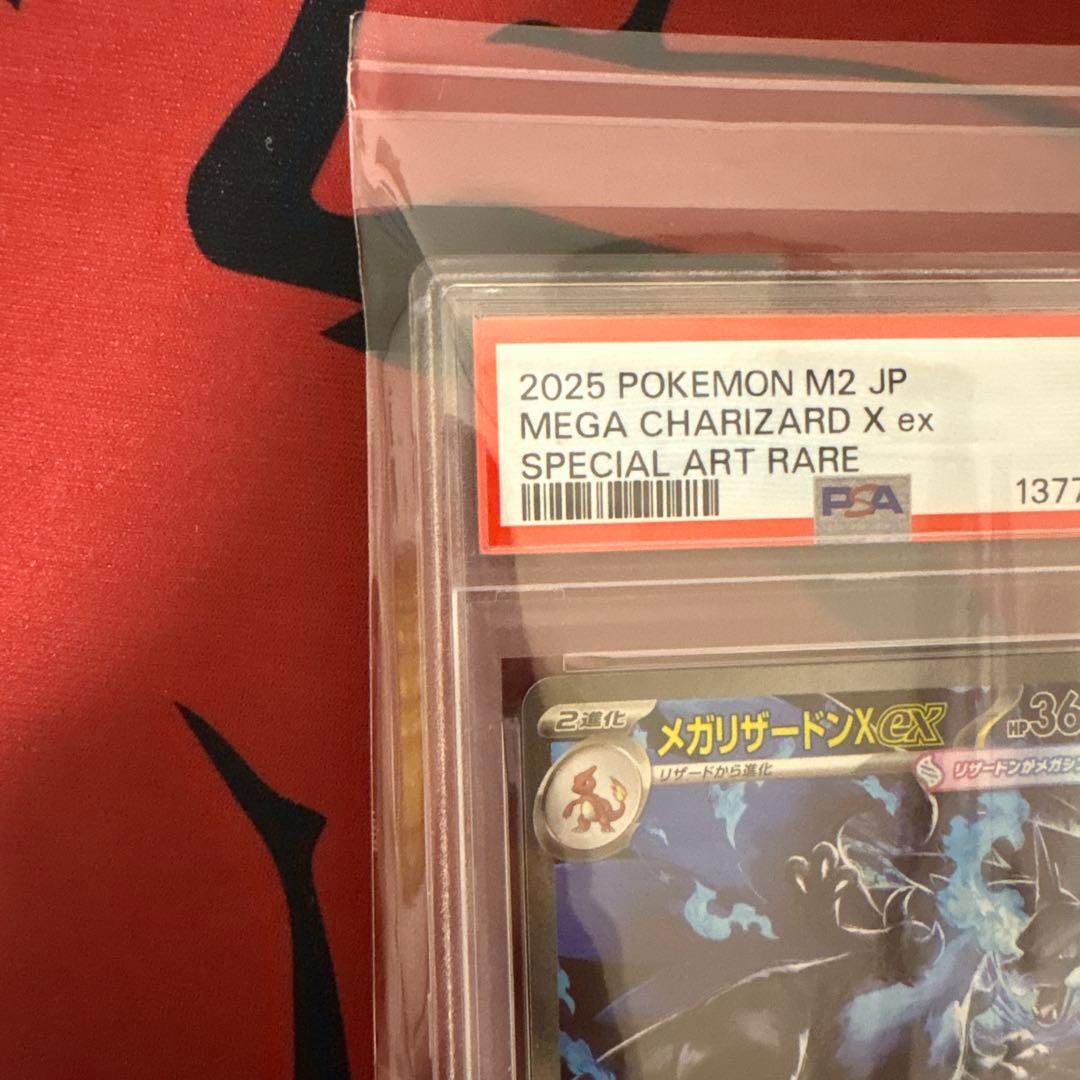 2025 POKEMON M2 JP
MEGA CHARIZARD X ex
SPECIAL ART RARE
PSA
1377
2進化
メガリザードンXex
HP36
リザードから進化
リザードンがメガシ